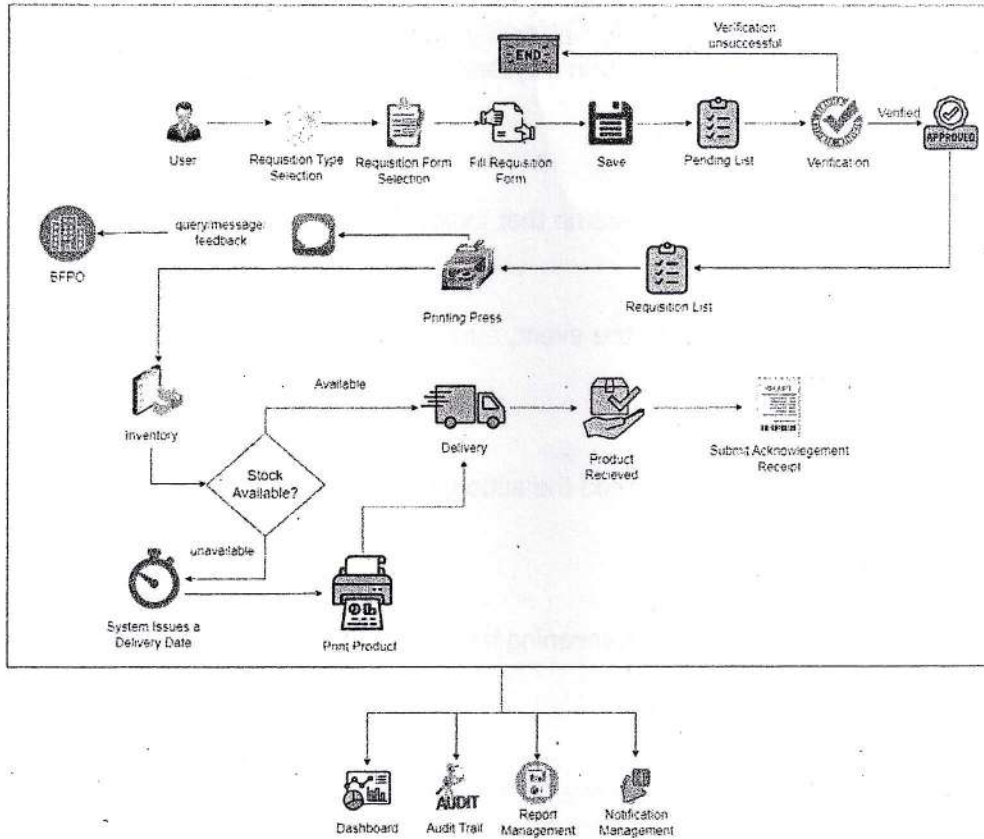 Verification
unsuccessful
END
Verified
APPROVED
User
Requisition Type
Selection
Requisition Form
Selection
Fill Requisition
Form
Save
Pending List
Verification
query/message/
feedback
BFPO
Printing Press
Requisition List
Inventory
Available
Stock
Available?
unavailable
Delivery
Product
Recieved
Submit Acknowlegement
Receipt
System Issues a
Delivery Date
Print Product
Dashboard
AUDIT
Audit Trail
Report
Management
Notification
Management